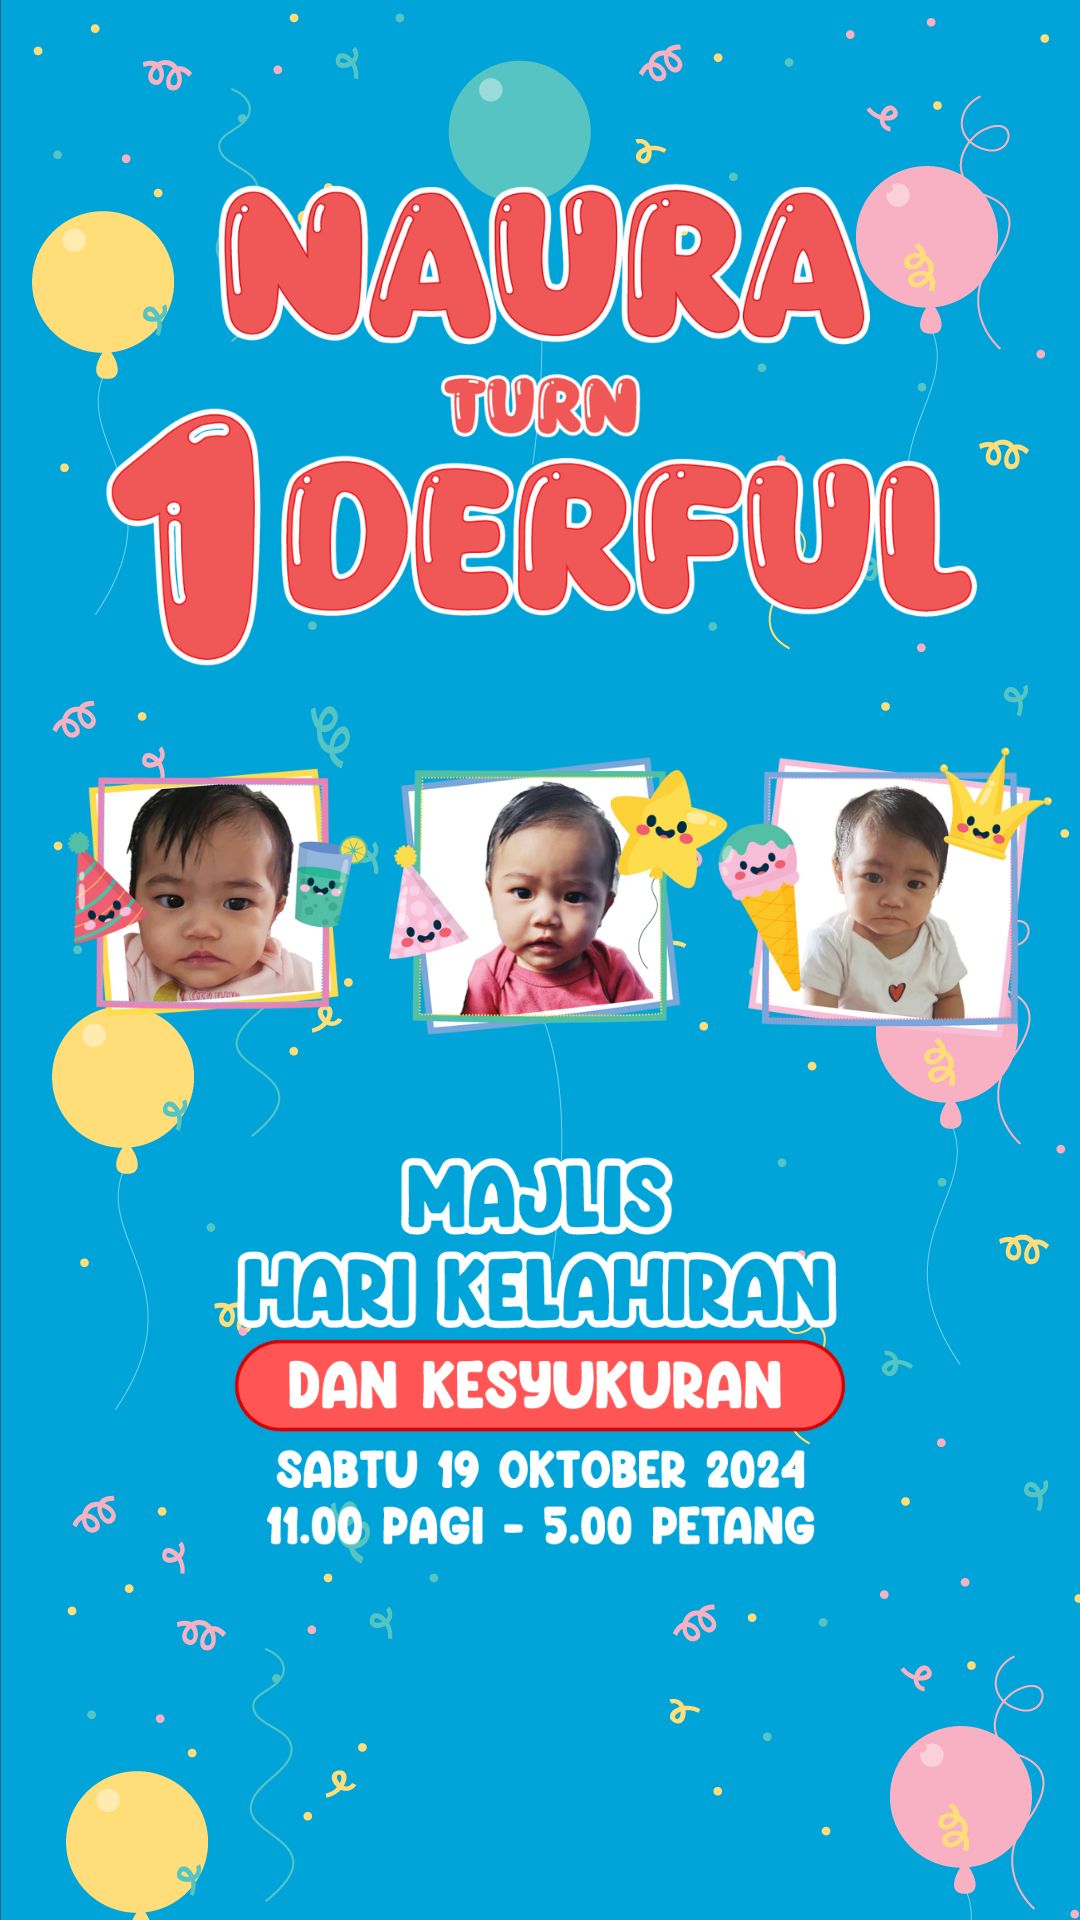 NAURA
TURN
1DERFUL
MAJLIS
HARI KELAHIRAN
DAN KESYUKURAN
SABTU 19 OKTOBER 2024
11.00 PAGI - 5.00 PETANG